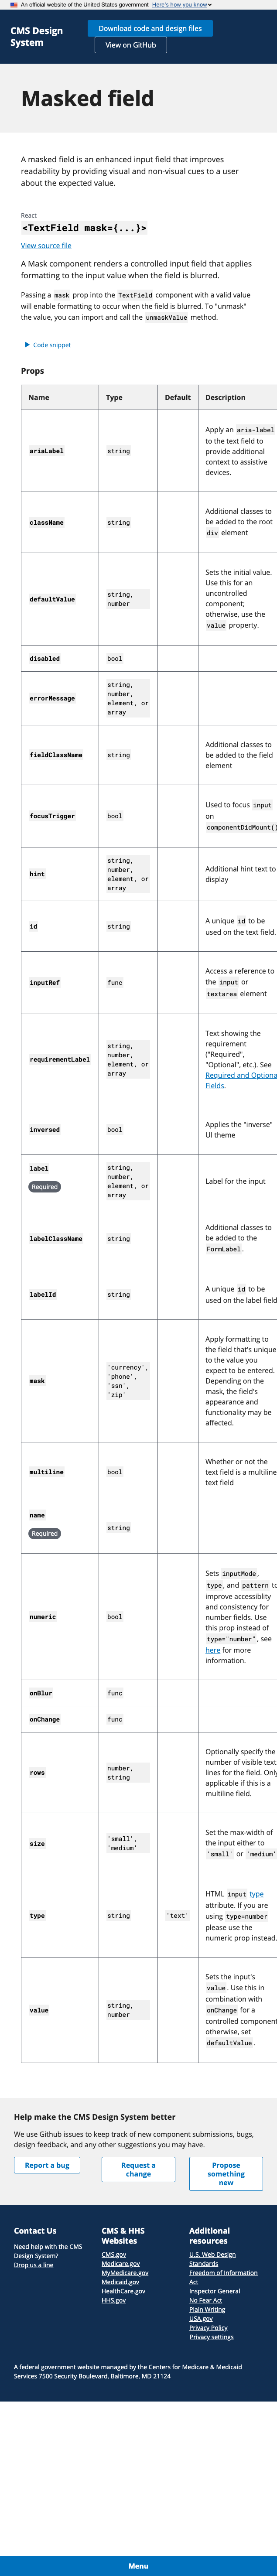 An official website of the United States government Here's how you know
CMS Design
System
Download code and design files
View on GitHub
Masked field
A masked field is an enhanced input field that improves
readability by providing visual and non-visual cues to a user
about the expected value.
React
<TextField mask={...}>
View source file
A Mask component renders a controlled input field that applies
formatting to the input value when the field is blurred.
Passing a mask prop into the TextField component with a valid value
will enable formatting to occur when the field is blurred. To "unmask"
the value, you can import and call the unmaskValue method.
Code snippet
Props
Name Type Default Description
ariaLabel string
Apply an aria-label
to the text field to
provide additional
context to assistive
devices.
className string
Additional classes to
be added to the root
div element
defaultValue
string,
number
Sets the initial value.
Use this for an
uncontrolled
component;
otherwise, use the
value property.
disabled bool
errorMessage
string,
number,
element, or
array
fieldClassName string
Additional classes to
be added to the field
element
focusTrigger bool
Used to focus input
on
componentDidMount()
hint
string,
number,
element, or
array
Additional hint text to
display
id string
A unique id to be
used on the text field.
inputRef func
Access a reference to
the input or
textarea element
requirementLabel
string,
number,
element, or
array
Text showing the
requirement
("Required",
"Optional", etc.). See
Required and Optiona
Fields.
inversed bool
Applies the "inverse"
UI theme
label
Required
string,
number,
element, or
array
Label for the input
labelClassName string
Additional classes to
be added to the
FormLabel.
labelId string
A unique id to be
used on the label field
mask
'currency',
'phone',
'ssn',
'zip'
Apply formatting to
the field that's unique
to the value you
expect to be entered.
Depending on the
mask, the field's
appearance and
functionality may be
affected.
multiline bool
Whether or not the
text field is a multiline
text field
name
Required
string
numeric bool
Sets inputMode,
type, and pattern to
improve accessiblity
and consistency for
number fields. Use
this prop instead of
type="number", see
here for more
information.
onBlur func
onChange func
rows
number,
string
Optionally specify the
number of visible text
lines for the field. Only
applicable if this is a
multiline field.
size
'small',
'medium'
Set the max-width of
the input either to
'small' or 'medium'
type string 'text'
HTML input type
attribute. If you are
using type=number
please use the
numeric prop instead.
value
string,
number
Sets the input's
value. Use this in
combination with
onChange for a
controlled component
otherwise, set
defaultValue.
Help make the CMS Design System better
We use Github issues to keep track of new component submissions, bugs,
design feedback, and any other suggestions you may have.
Report a bug
Request a
change
Propose
something
new
Contact Us
Need help with the CMS
Design System?
Drop us a line
CMS & HHS
Websites
CMS.gov
Medicare.gov
MyMedicare.gov
Medicaid.gov
HealthCare.gov
HHS.gov
Additional
resources
U.S. Web Design
Standards
Freedom of Information
Act
Inspector General
No Fear Act
Plain Writing
USA.gov
Privacy Policy
Privacy settings
A federal government website managed by the Centers for Medicare & Medicaid
Services 7500 Security Boulevard, Baltimore, MD 21124
Menu